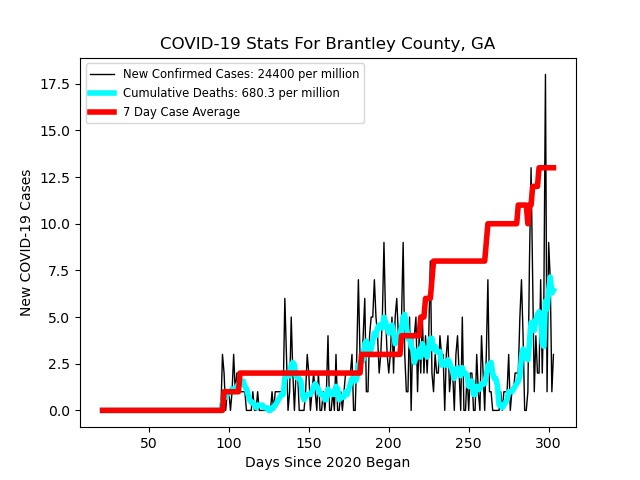 COVID-19 Stats For Brantley County, GA
New Confirmed Cases: 24400 per million
Cumulative Deaths: 680.3 per million
7 Day Case Average
New COVID-19 Cases
17.5
15.0
12.5
10.0
7.5
5.0
2.5
0.0
50 100 150 200 250 300
Days Since 2020 Began